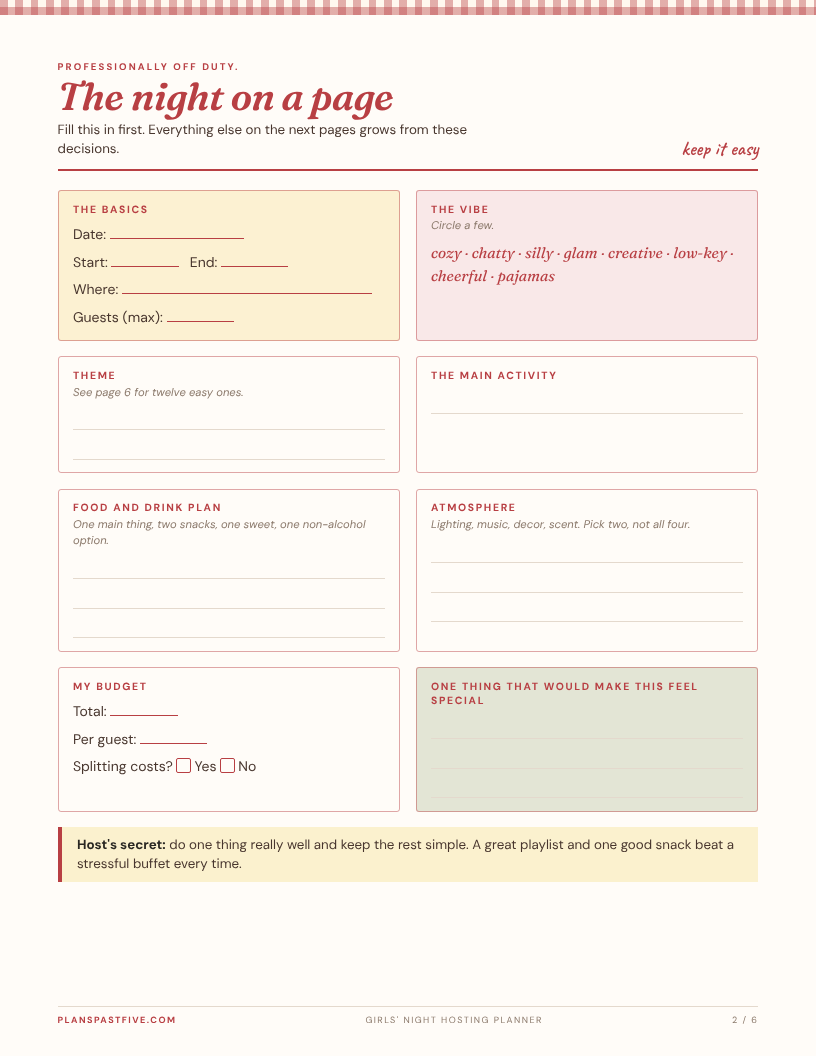 PROFESSIONALLY OFF DUTY.
The night on a page
Fill this in first. Everything else on the next pages grows from these
decisions.
keep it easy
THE BASICS
Date:
Start: End:
Where:
Guests (max):
THE VIBE
Circle a few.
cozy · chatty · silly · glam · creative · low-key ·
cheerful · pajamas
THEME
See page 6 for twelve easy ones.
THE MAIN ACTIVITY
FOOD AND DRINK PLAN
One main thing, two snacks, one sweet, one non-alcohol
option.
ATMOSPHERE
Lighting, music, decor, scent. Pick two, not all four.
MY BUDGET
Total:
Per guest:
Splitting costs? Yes No
ONE THING THAT WOULD MAKE THIS FEEL
SPECIAL
Host's secret: do one thing really well and keep the rest simple. A great playlist and one good snack beat a
stressful buffet every time.
PLANSPASTFIVE.COM
GIRLS' NIGHT HOSTING PLANNER
2 / 6